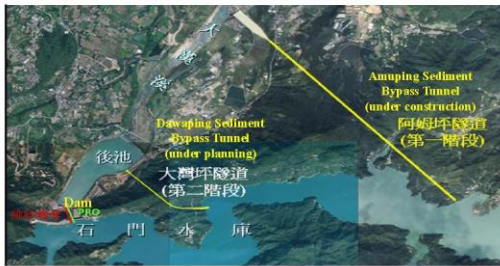 Amuping Sediment
Bypass Tunnel
(under construction)
阿姆坪隧道
(第一階段)
Dawaping Sediment
Bypass Tunnel
(under planning)
大灣坪隧道
(第二階段)
後池
Dam
PRO
石 門 水 庫